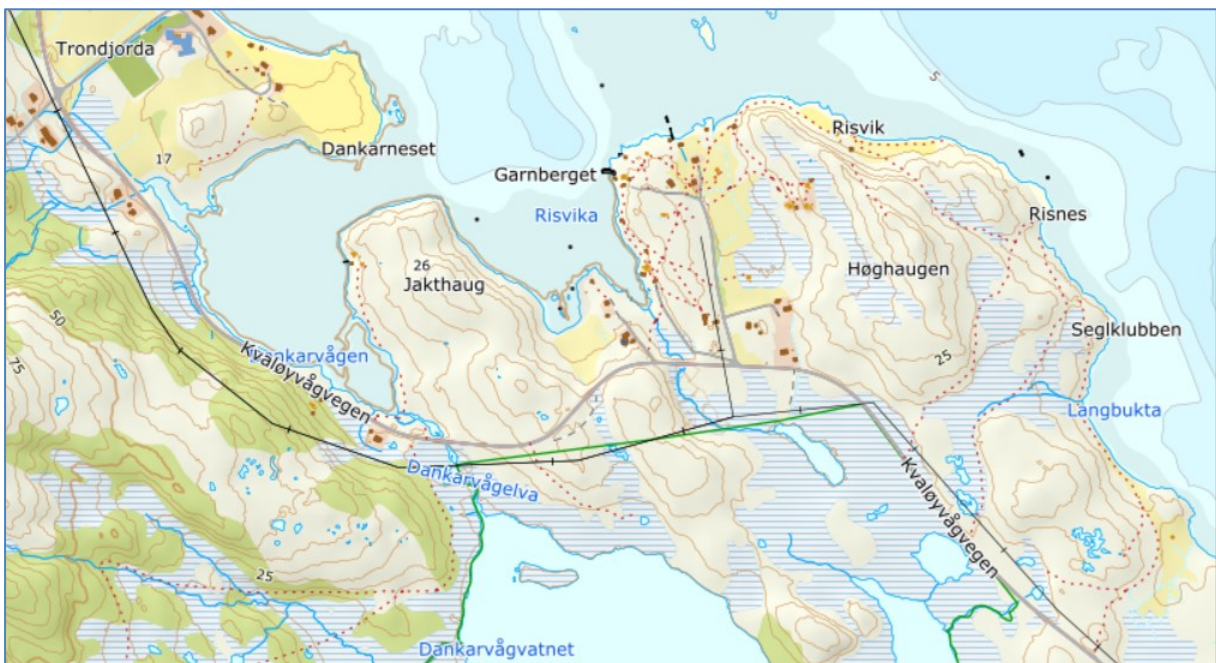 Trondjorda
5
Risvik
Dankarneset
17
Garnberget
Risvika
Risnes
26
Jakthaug
Høghaugen
50
Seglklubben
75
Dankarvågen
Kvaløyvågvegen
25
Langbukta
Dankarvågelva
Kvaløyvågvegen
25
Dankarvågvatnet